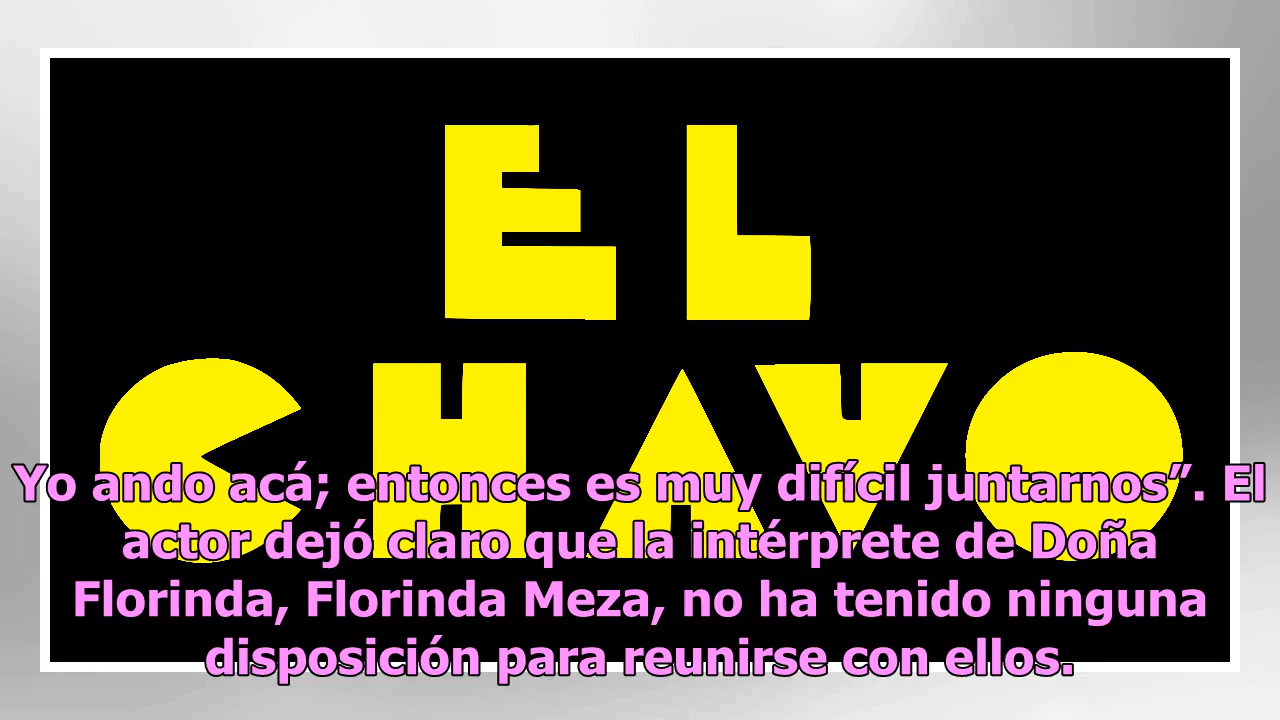 EL
CHAVO
Yo ando acá; entonces es muy difícil juntarnos”. El
actor dejó claro que la intérprete de Doña
Florinda, Florinda Meza, no ha tenido ninguna
disposición para reunirse con ellos.